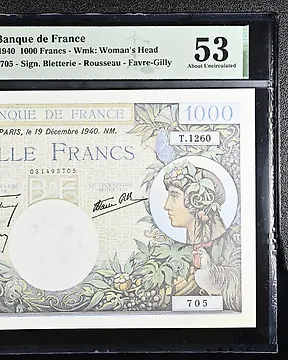 Banque de France
1940 1000 Francs - Wmk: Woman's Head
705 - Sign. Bletterie - Rousseau - Favre-Gilly
53
About Uncirculated
BANQUE DE FRANCE
1000
PARIS, le 19 Décembre 1940. NM.
T.1260
LLE FRANCS
031493705
705